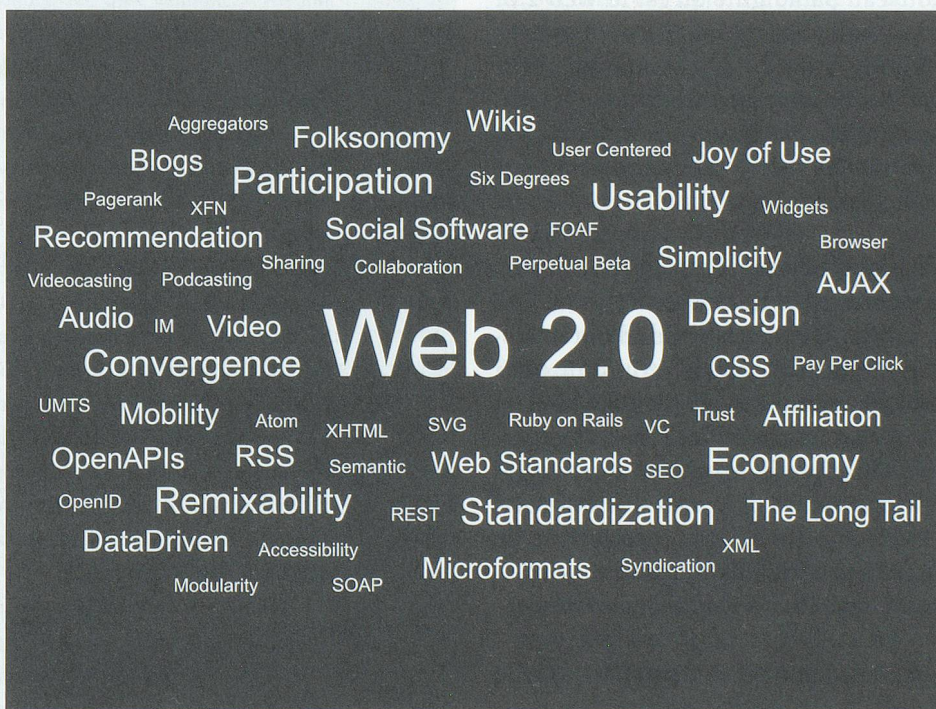 Wikis
Aggregators
Folksonomy
User Centered
Joy of Use
Blogs
Participation
Six Degrees
Usability
Pagerank
XFN
Widgets
Recommendation
Social Software
FOAF
Browser
Sharing
Collaboration
Perpetual Beta
Simplicity
Videocasting
Podcasting
AJAX
Audio
IM
Video
Web 2.0
Design
Convergence
CSS
Pay Per Click
UMTS
Mobility
Atom
XHTML
SVG
Ruby on Rails
VC
Trust
Affiliation
OpenAPIs
RSS
Semantic
Web Standards
SEO
Economy
OpenID
Remixability
REST
Standardization
The Long Tail
DataDriven
Accessibility
XML
Microformats
Syndication
Modularity
SOAP